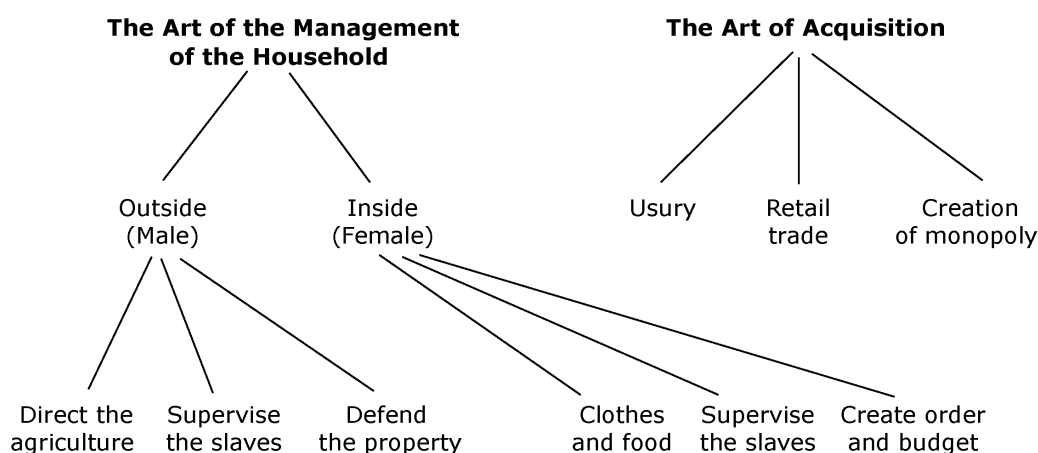 The Art of the Management
of the Household
The Art of Acquisition
Outside
(Male)
Inside
(Female)
Usury
Retail
trade
Creation
of monopoly
Direct the
agriculture
Supervise
the slaves
Defend
the property
Clothes
and food
Supervise
the slaves
Create order
and budget